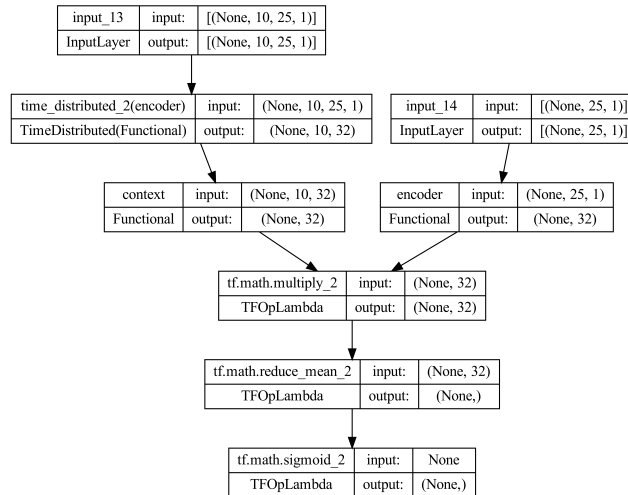 input_13 input: [(None, 10, 25, 1)]
InputLayer output: [(None, 10, 25, 1)]
time_distributed_2(encoder) input: (None, 10, 25, 1)
TimeDistributed(Functional) output: (None, 10, 32)
input_14 input: [(None, 25, 1)]
InputLayer output: [(None, 25, 1)]
context input: (None, 10, 32)
Functional output: (None, 32)
encoder input: (None, 25, 1)
Functional output: (None, 32)
tf.math.multiply_2 input: (None, 32)
TFOpLambda output: (None, 32)
tf.math.reduce_mean_2 input: (None, 32)
TFOpLambda output: (None,)
tf.math.sigmoid_2 input: None
TFOpLambda output: (None,)